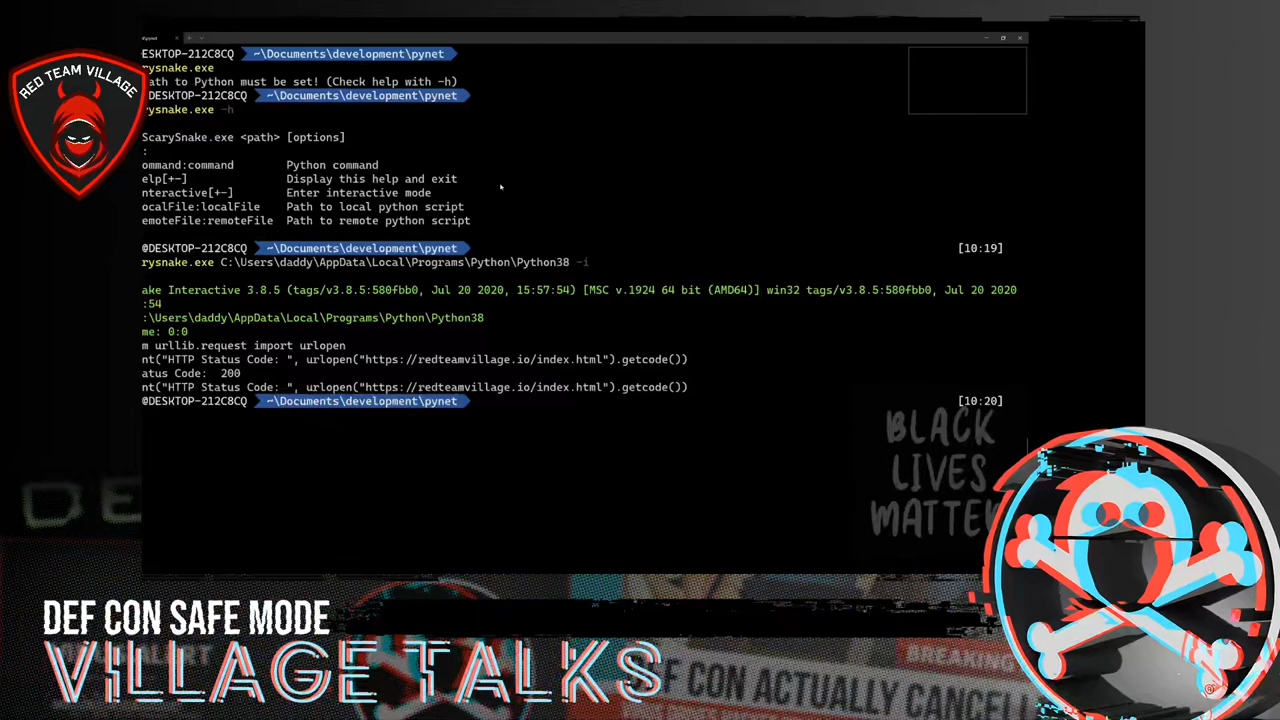 pynet
DESKTOP-212C8CQ ~\Documents\development\pynet
rysnake.exe
ath to Python must be set! (Check help with -h)
DESKTOP-212C8CQ ~\Documents\development\pynet
rysnake.exe -h
ScarySnake.exe <path> [options]
:
ommand:command Python command
elp[+-] Display this help and exit
nteractive[+-] Enter interactive mode
ocalFile:localFile Path to local python script
emoteFile:remoteFile Path to remote python script
@DESKTOP-212C8CQ ~\Documents\development\pynet [10:19]
rysnake.exe C:\Users\daddy\AppData\Local\Programs\Python\Python38 -i
ake Interactive 3.8.5 (tags/v3.8.5:580fbb0, Jul 20 2020, 15:57:54) [MSC v.1924 64 bit (AMD64)] win32 tags/v3.8.5:580fbb0, Jul 20 2020
:54
:\Users\daddy\AppData\Local\Programs\Python\Python38
me: 0:0
m urllib.request import urlopen
nt("HTTP Status Code: ", urlopen("https://redteamvillage.io/index.html").getcode())
atus Code:  200
nt("HTTP Status Code: ", urlopen("https://redteamvillage.io/index.html").getcode())
@DESKTOP-212C8CQ ~\Documents\development\pynet [10:20]
RED TEAM VILLAGE
BLACK
LIVES
MATTER
DE
DEF CON SAFE MODE
VILLAGE TALKS
BREAKIN
DEF CON ACTUALLY CANCELL